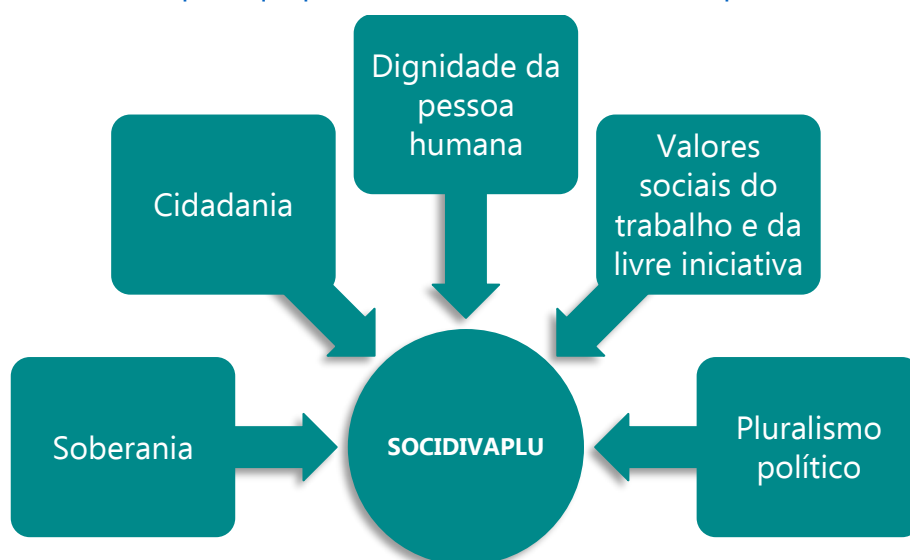 Dignidade da
pessoa
humana
Cidadania
Valores
sociais do
trabalho e da
livre iniciativa
Soberania
SOCIDIVAPLU
Pluralismo
político